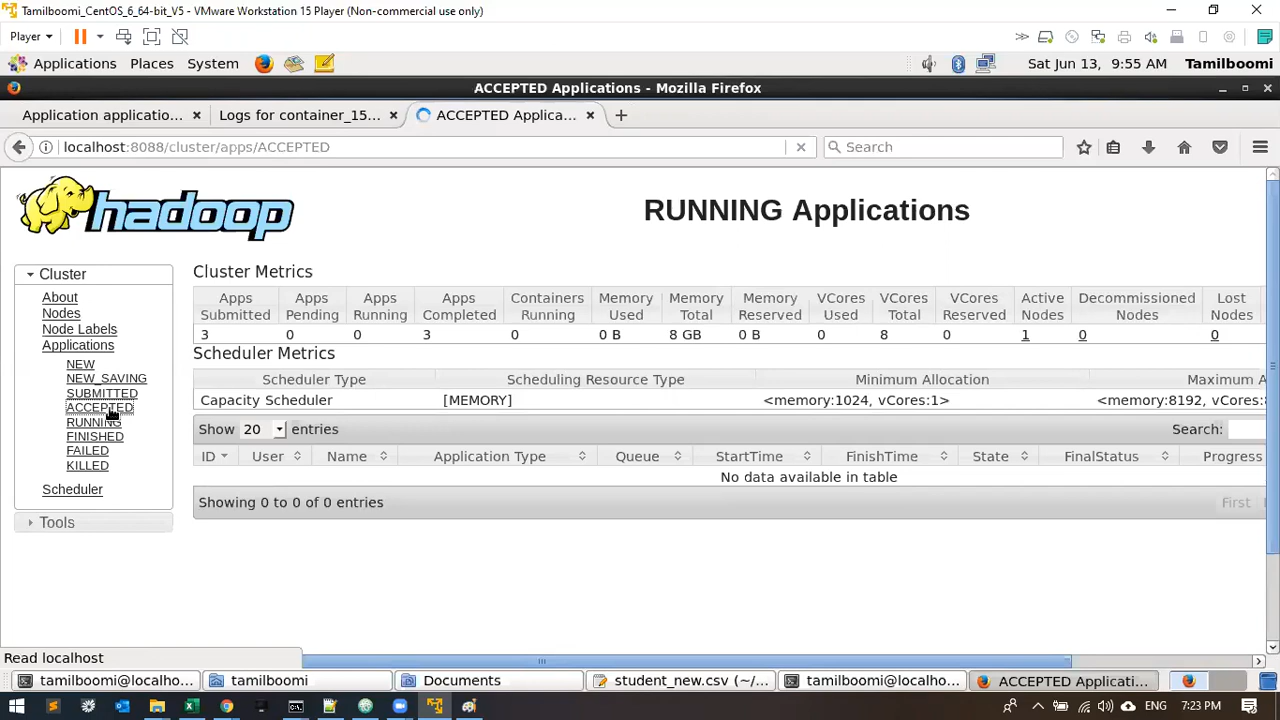 Tamilboomi_CentOS_6_64-bit_V5 - VMware Workstation 15 Player (Non-commercial use only)
Player
Applications Places System Sat Jun 13, 9:55 AM Tamilboomi
ACCEPTED Applications - Mozilla Firefox
Application applicatio... Logs for container_15... ACCEPTED Applica...
localhost:8088/cluster/apps/ACCEPTED Search
hadoop
RUNNING Applications
Cluster
About
Nodes
Node Labels
Applications
NEW
NEW_SAVING
SUBMITTED
ACCEPTED
RUNNING
FINISHED
FAILED
KILLED
Scheduler
Tools
Cluster Metrics
Apps Submitted Apps Pending Apps Running Apps Completed Containers Running Memory Used Memory Total Memory Reserved VCores Used VCores Total VCores Reserved Active Nodes Decommissioned Nodes Lost Nodes
3 0 0 3 0 0 B 8 GB 0 B 0 8 0 1 0 0
Scheduler Metrics
Scheduler Type Scheduling Resource Type Minimum Allocation Maximum A
Capacity Scheduler [MEMORY] <memory:1024, vCores:1> <memory:8192, vCores:
Show 20 entries Search:
ID User Name Application Type Queue StartTime FinishTime State FinalStatus Progress
No data available in table
Showing 0 to 0 of 0 entries First
Read localhost
tamilboomi@localho... tamilboomi Documents student_new.csv (~/... tamilboomi@localho... ACCEPTED Applicati...
ENG 7:23 PM